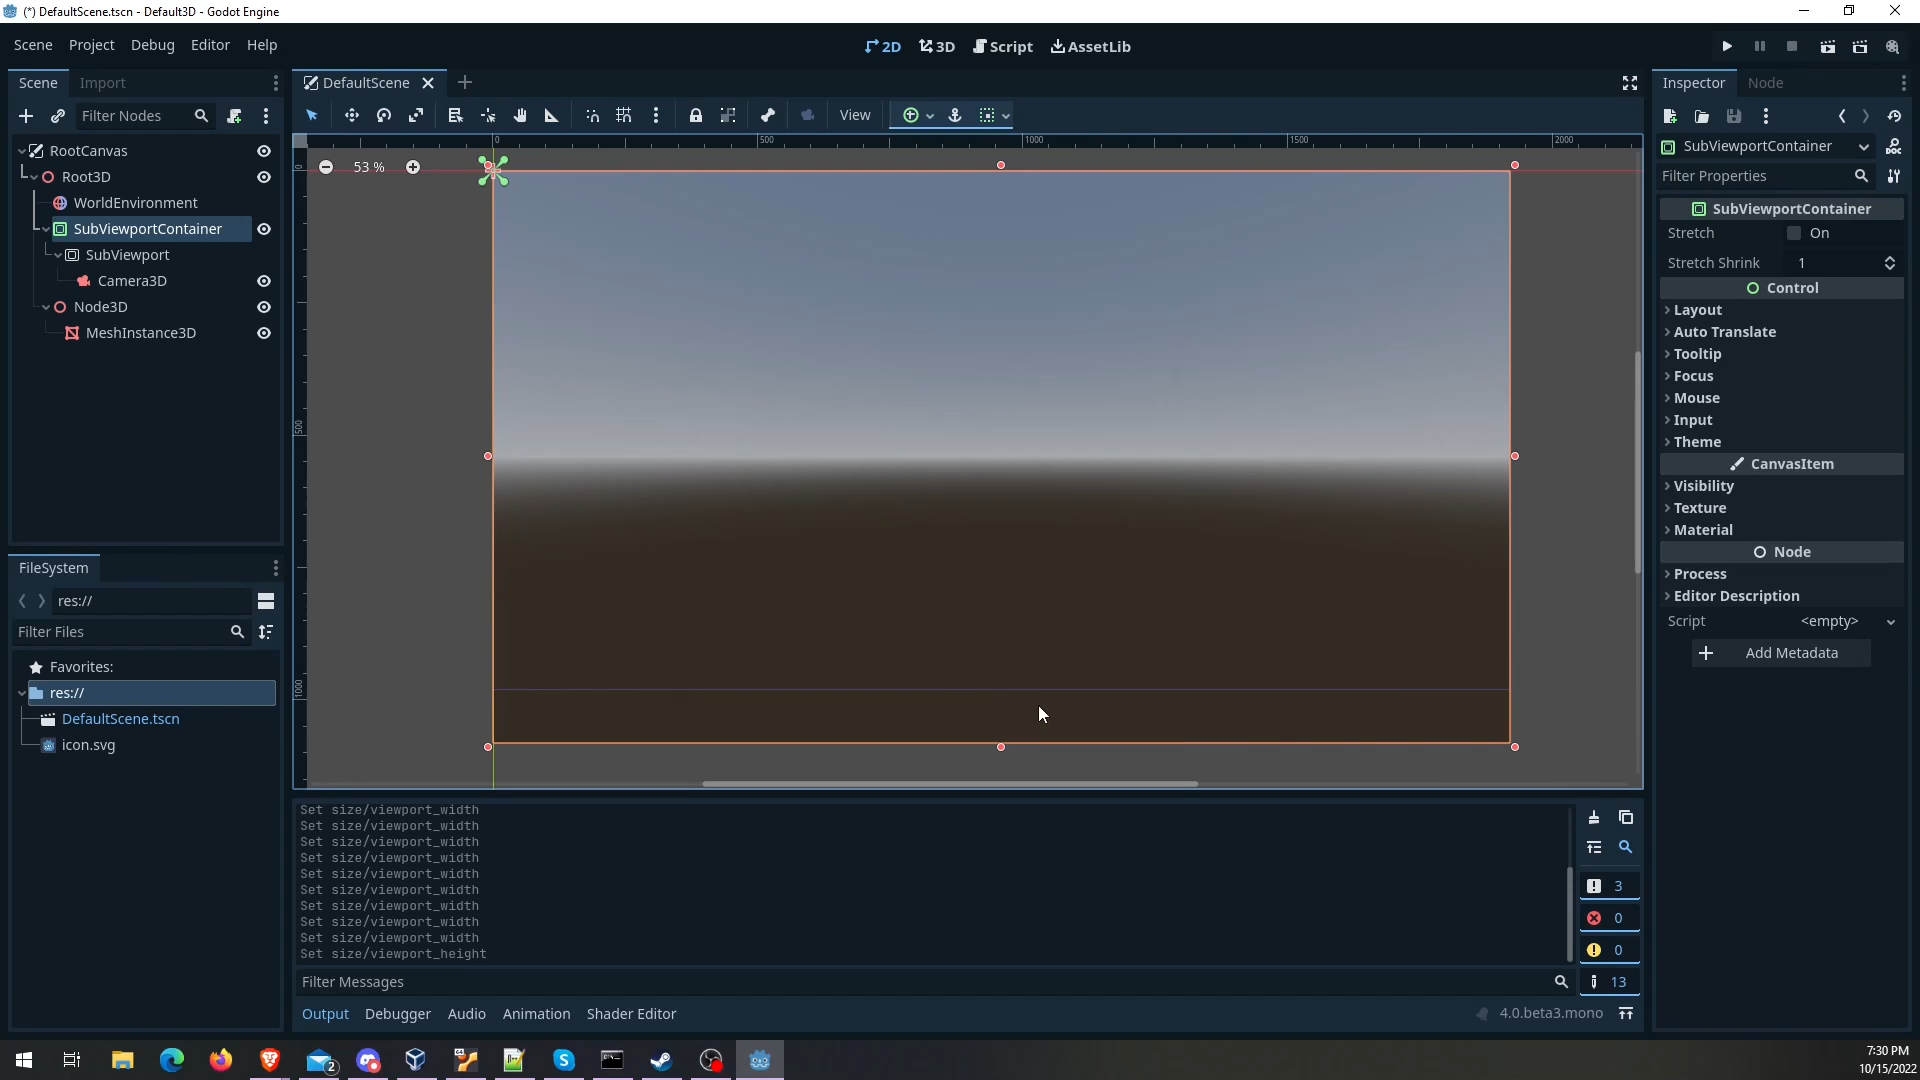 (*) DefaultScene.tscn - Default3D - Godot Engine
Scene Project Debug Editor Help
2D 3D Script AssetLib
Scene Import
DefaultScene
Inspector Node
Filter Nodes
View
RootCanvas
Root3D
WorldEnvironment
SubViewportContainer
SubViewport
Camera3D
Node3D
MeshInstance3D
0 500 1000 1500 2000
0
500
1000
53 %
SubViewportContainer
Filter Properties
SubViewportContainer
Stretch On
Stretch Shrink 1
Control
Layout
Auto Translate
Tooltip
Focus
Mouse
Input
Theme
CanvasItem
Visibility
Texture
Material
Node
Process
Editor Description
Script <empty>
Add Metadata
FileSystem
res://
Filter Files
Favorites:
res://
DefaultScene.tscn
icon.svg
Set size/viewport_width
Set size/viewport_width
Set size/viewport_width
Set size/viewport_width
Set size/viewport_width
Set size/viewport_width
Set size/viewport_width
Set size/viewport_width
Set size/viewport_width
Set size/viewport_height
3
0
0
13
Filter Messages
Output Debugger Audio Animation Shader Editor
4.0.beta3.mono
2
7:30 PM
10/15/2022